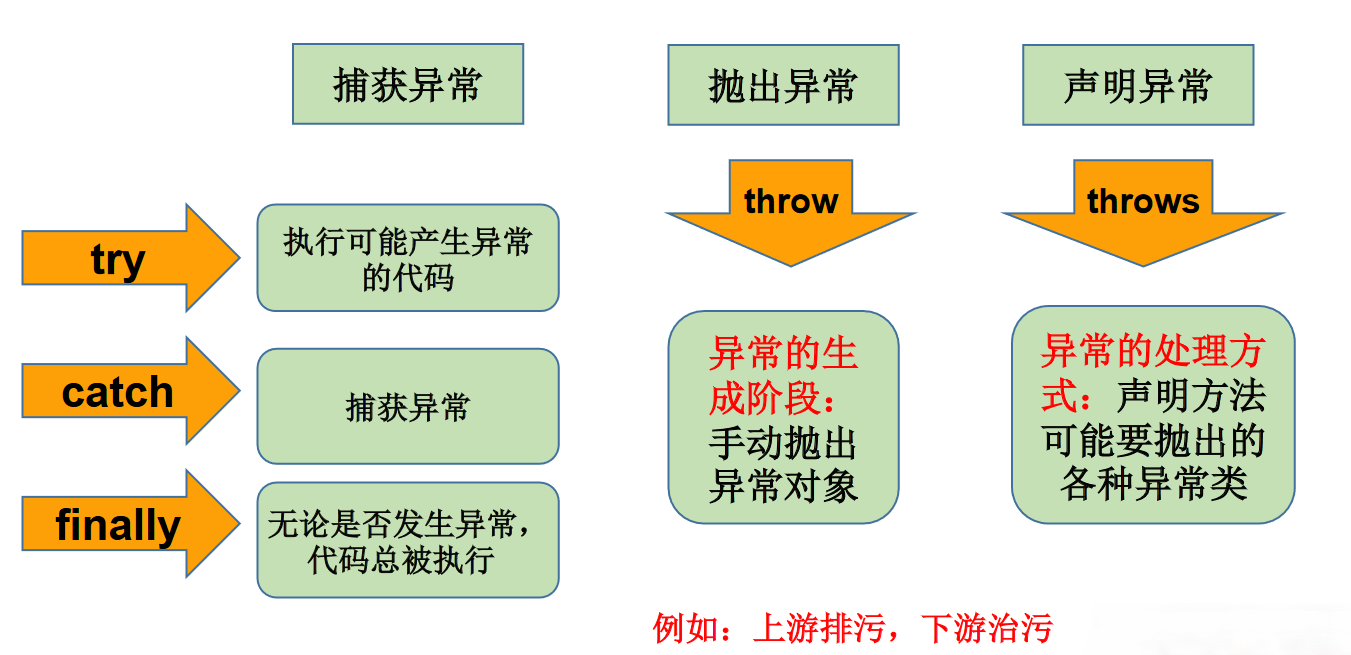 捕获异常
抛出异常
声明异常
try
执行可能产生异常
的代码
catch
捕获异常
finally
无论是否发生异常，
代码总被执行
throw
异常的生
成阶段：
手动抛出
异常对象
throws
异常的处理方
式：声明方法
可能要抛出的
各种异常类
例如：上游排污，下游治污